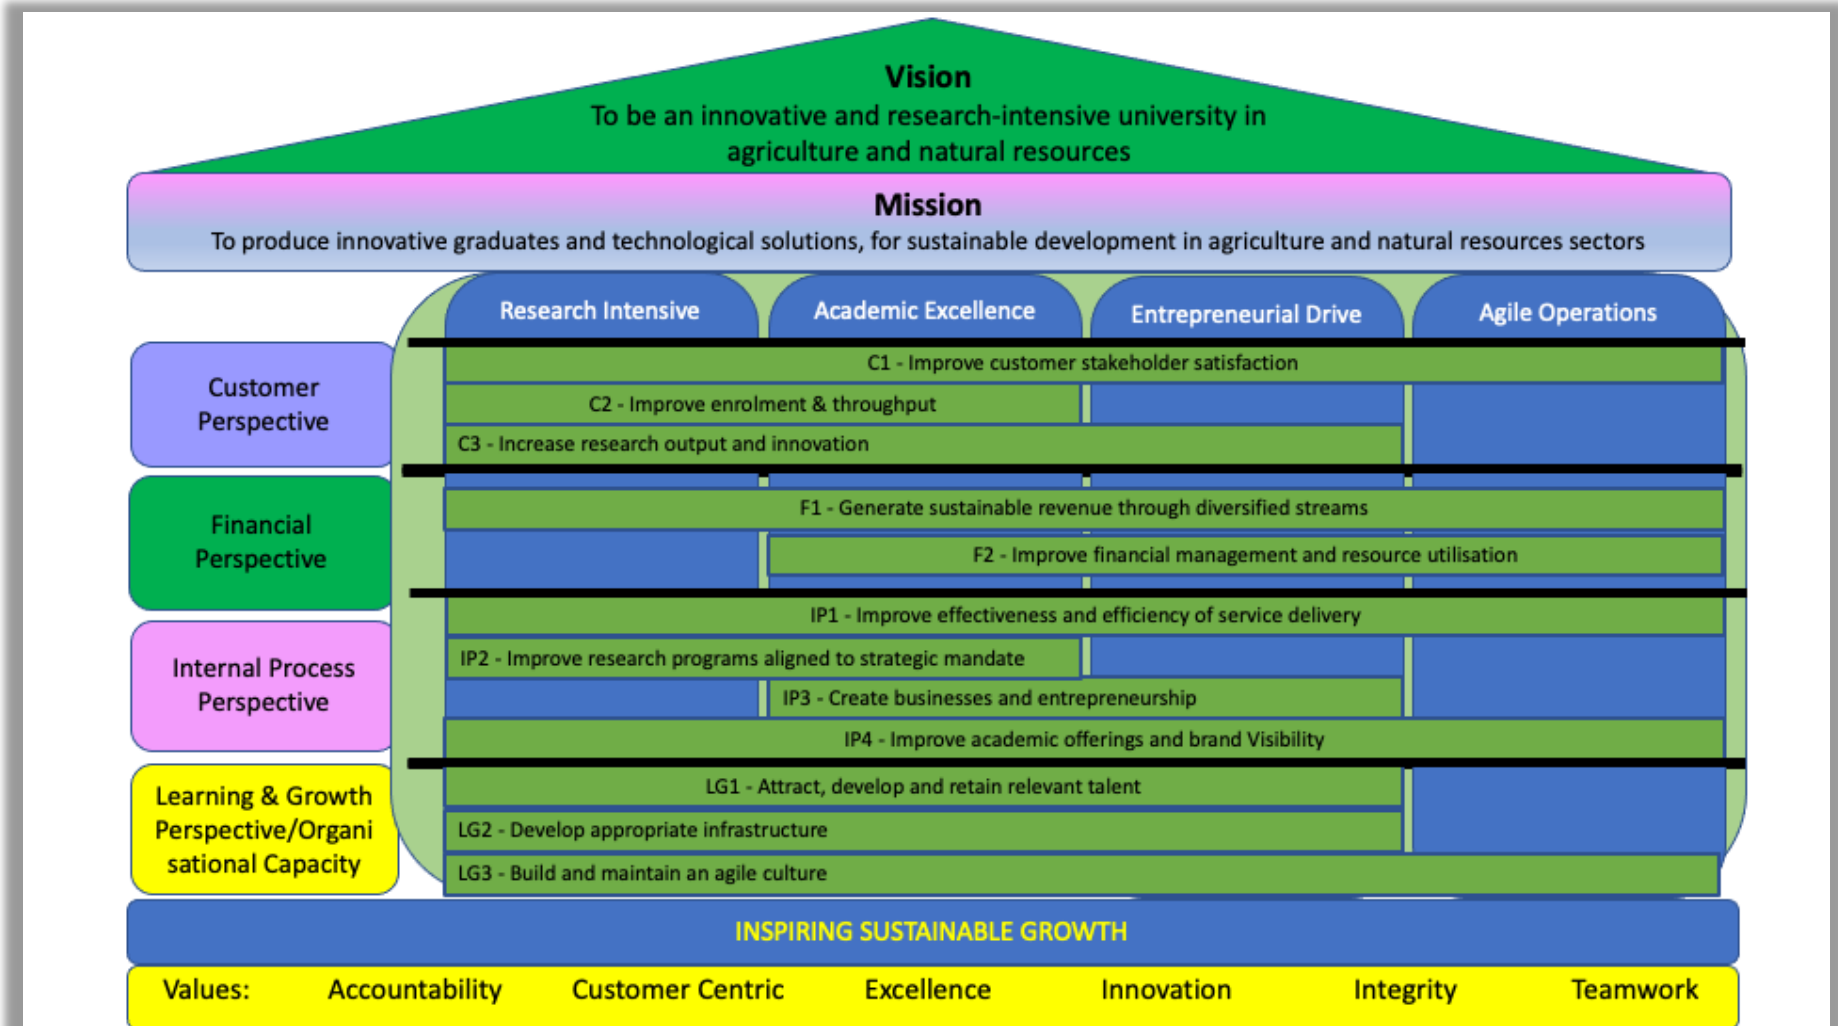 Vision
To be an innovative and research-intensive university in
agriculture and natural resources
Mission
To produce innovative graduates and technological solutions, for sustainable development in agriculture and natural resources sectors
Research Intensive
Academic Excellence
Entrepreneurial Drive
Agile Operations
Customer
Perspective
C1 - Improve customer stakeholder satisfaction
C2 - Improve enrolment & throughput
C3 - Increase research output and innovation
Financial
Perspective
F1 - Generate sustainable revenue through diversified streams
F2 - Improve financial management and resource utilisation
Internal Process
Perspective
IP1 - Improve effectiveness and efficiency of service delivery
IP2 - Improve research programs aligned to strategic mandate
IP3 - Create businesses and entrepreneurship
IP4 - Improve academic offerings and brand Visibility
Learning & Growth
Perspective/Organi
sational Capacity
LG1 - Attract, develop and retain relevant talent
LG2 - Develop appropriate infrastructure
LG3 - Build and maintain an agile culture
INSPIRING SUSTAINABLE GROWTH
Values: Accountability Customer Centric Excellence Innovation Integrity Teamwork